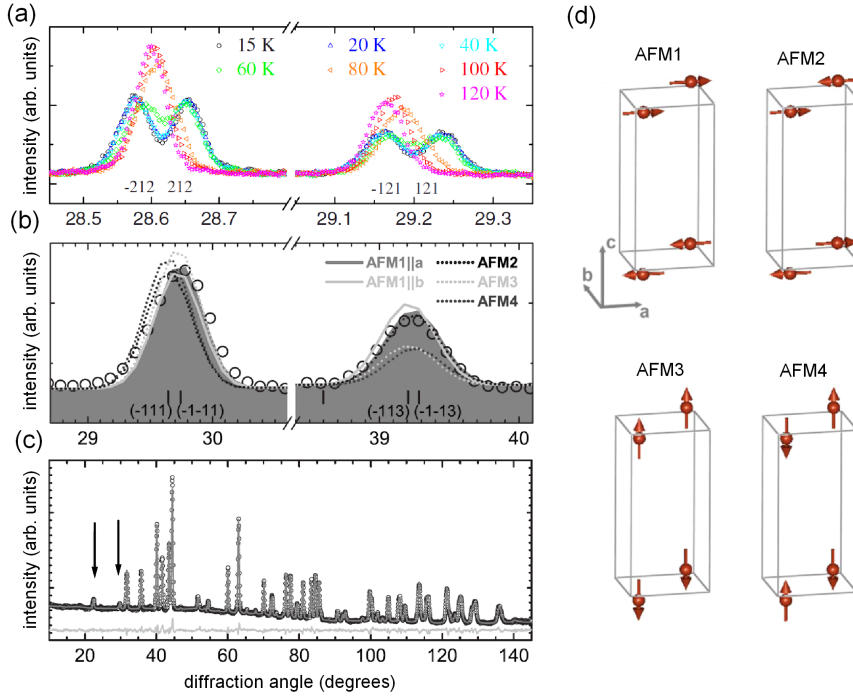 (a)
15 K 20 K 40 K
60 K 80 K 100 K
120 K
intensity (arb. units)
-212 212 -121 121
28.5 28.6 28.7 29.1 29.2 29.3
(b)
AFM1||a AFM2
AFM1||b AFM3
AFM4
intensity (arb. units)
(-111) (-1-11) (-113) (-1-13)
29 30 39 40
(c)
intensity (arb. units)
20 40 60 80 100 120 140
diffraction angle (degrees)
(d)
AFM1 AFM2
c
b
a
AFM3 AFM4